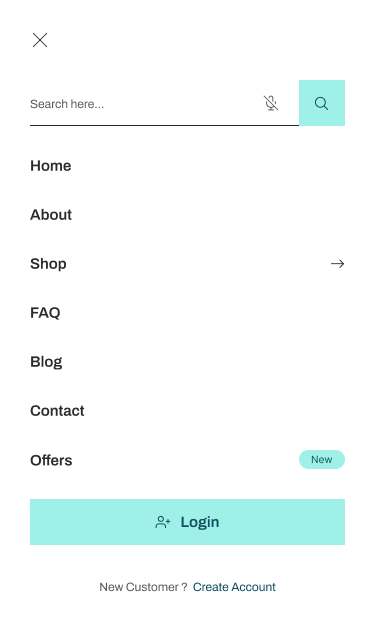 Search here...
Home
About
Shop
FAQ
Blog
Contact
Offers New
Login
New Customer ? Create Account